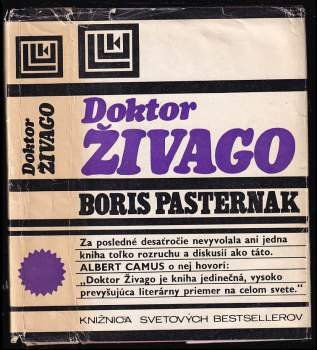 Doktor
ŽIVAGO
Doktor
ŽIVAGO
BORIS PASTERNAK
Za posledné desaťročie nevyvolala ani jedna
kniha toľko rozruchu a diskusií ako táto.
ALBERT CAMUS o nej hovorí:
„Doktor Živago je kniha jedinečná, vysoko
prevyšujúca literárny priemer na celom svete.“
KNIŽNICA SVETOVÝCH BESTSELLEROV